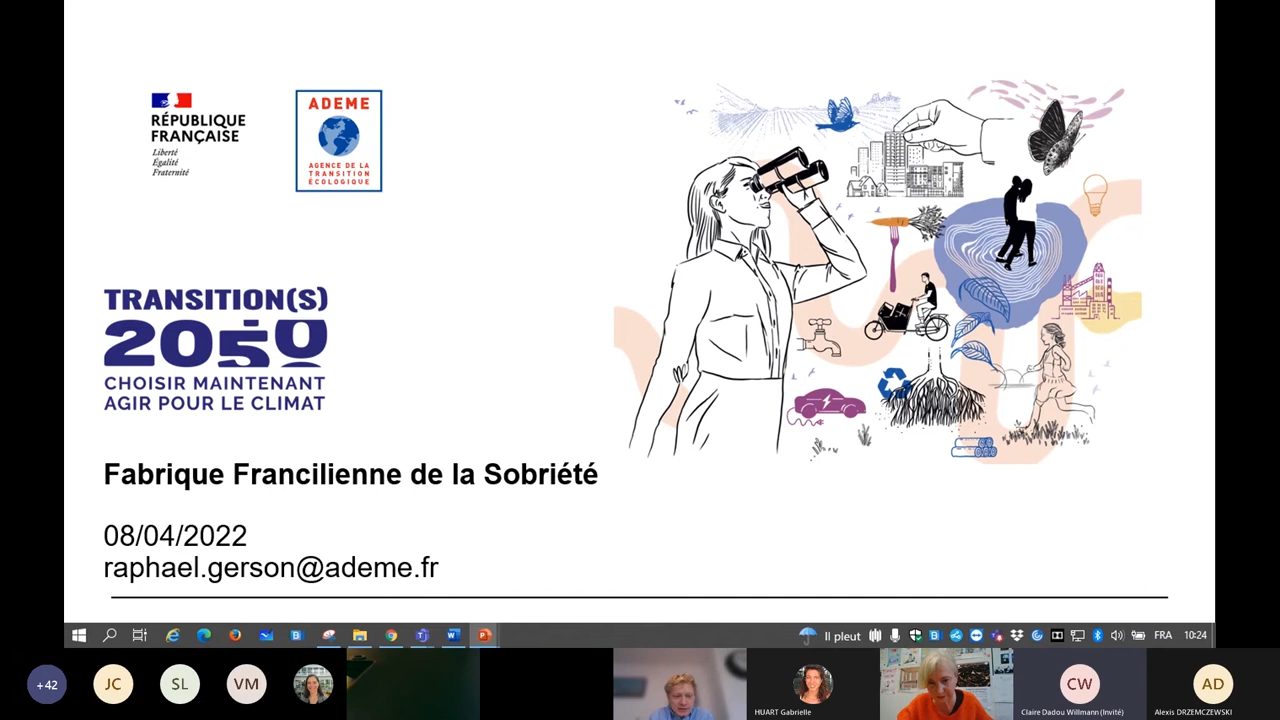 RÉPUBLIQUE
FRANÇAISE
Liberté
Égalité
Fraternité
ADEME
AGENCE DE LA
TRANSITION
ÉCOLOGIQUE
TRANSITION(S)
2050
CHOISIR MAINTENANT
AGIR POUR LE CLIMAT
Fabrique Francilienne de la Sobriété
08/04/2022
raphael.gerson@ademe.fr
Il pleut
FRA
10:24
+42
JC
SL
VM
HUART Gabrielle
CW
Claire Dadou Willmann (Invité)
AD
Alexis DRZEMCZEWSKI